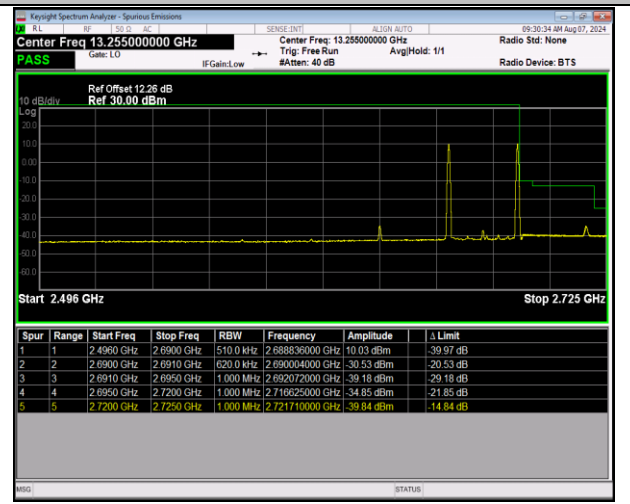 Keysight Spectrum Analyzer - Spurious Emissions
RL RF 50 Ω AC SENSE:INT ALIGN AUTO 09:30:34 AM Aug 07, 2024
Center Freq 13.255000000 GHz Center Freq: 13.255000000 GHz Radio Std: None
PASS Gate: LO IFGain:Low Trig: Free Run Avg|Hold: 1/1
#Atten: 40 dB Radio Device: BTS
Ref Offset 12.26 dB
10 dB/div Ref 30.00 dBm
Log
20.0
10.0
0.00
-10.0
-20.0
-30.0
-40.0
-50.0
-60.0
Start 2.496 GHz Stop 2.725 GHz
Spur Range Start Freq Stop Freq RBW Frequency Amplitude Δ Limit
1 1 2.4960 GHz 2.6900 GHz 510.0 kHz 2.688836000 GHz 10.03 dBm -39.97 dB
2 2 2.6900 GHz 2.6910 GHz 620.0 kHz 2.690004000 GHz -30.53 dBm -20.53 dB
3 3 2.6910 GHz 2.6950 GHz 1.000 MHz 2.692072000 GHz -39.18 dBm -29.18 dB
4 4 2.6950 GHz 2.7200 GHz 1.000 MHz 2.716625000 GHz -34.85 dBm -21.85 dB
5 5 2.7200 GHz 2.7250 GHz 1.000 MHz 2.721710000 GHz -39.84 dBm -14.84 dB
MSG STATUS